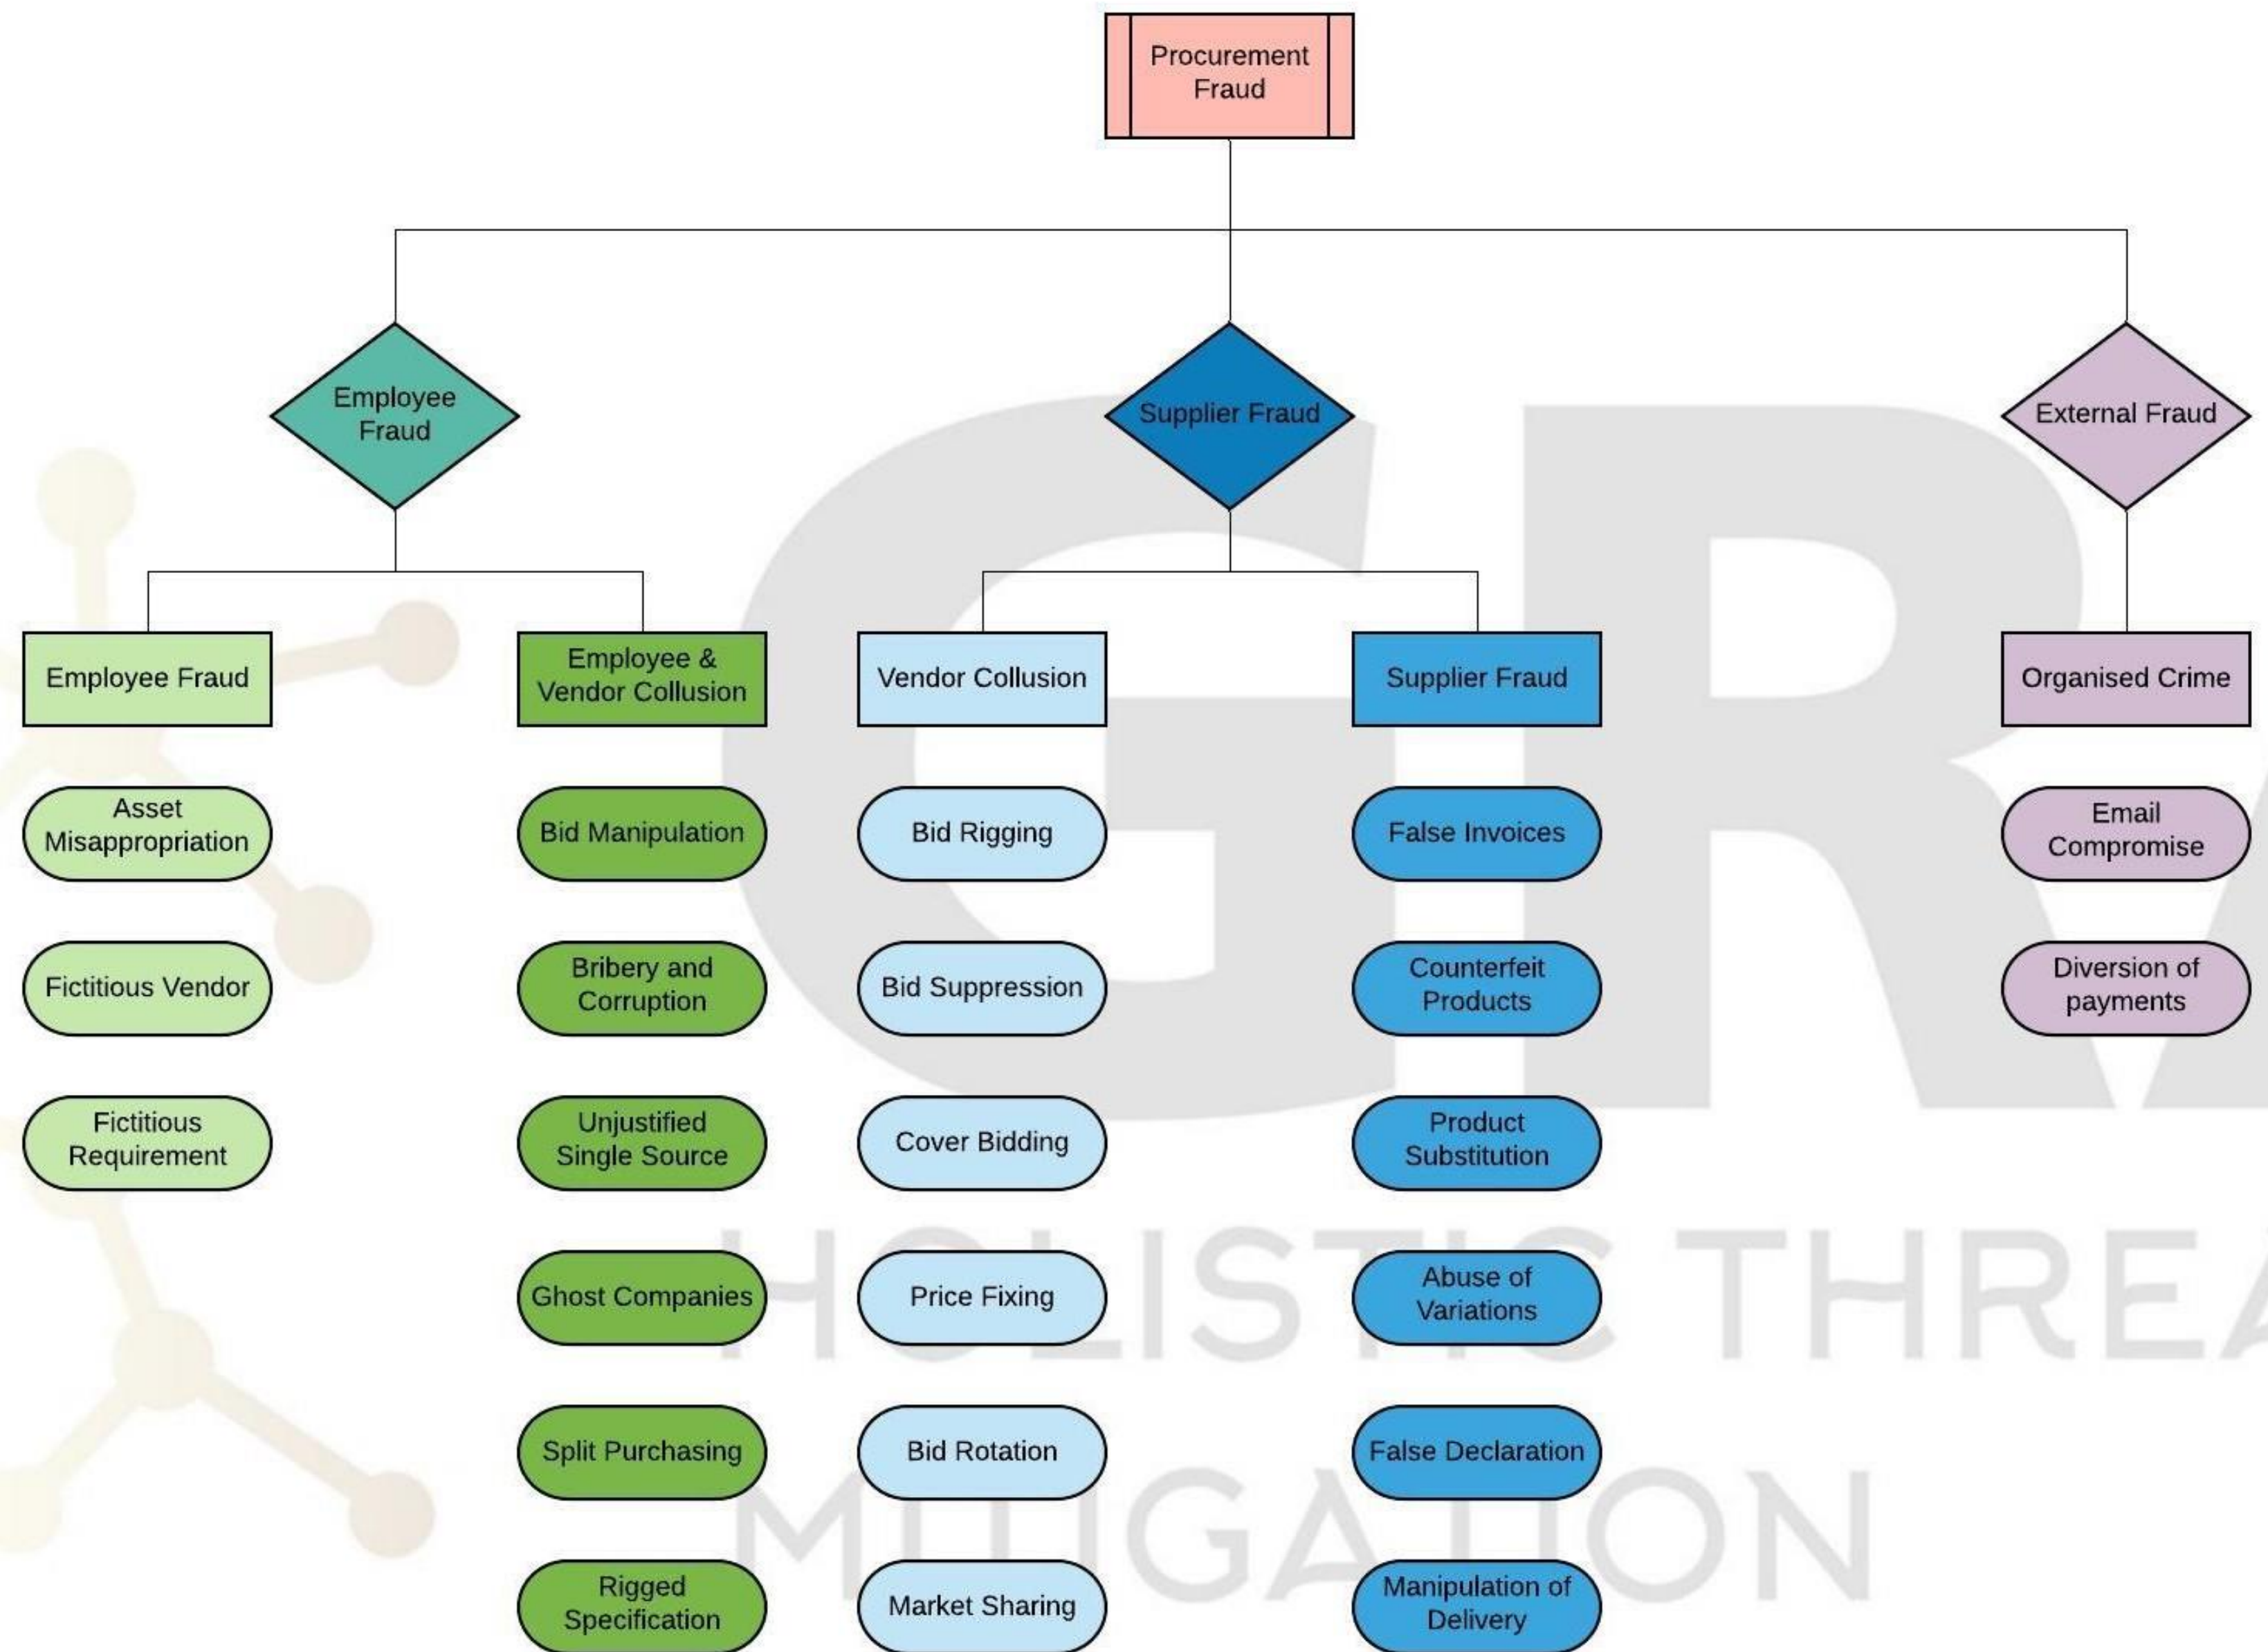 Procurement
Fraud
Employee
Fraud
Supplier Fraud
External Fraud
Employee Fraud
Employee &
Vendor Collusion
Vendor Collusion
Supplier Fraud
Organised Crime
Asset
Misappropriation
Bid Manipulation
Bid Rigging
False Invoices
Email
Compromise
Fictitious Vendor
Bribery and
Corruption
Bid Suppression
Counterfeit
Products
Diversion of
payments
Fictitious
Requirement
Unjustified
Single Source
Cover Bidding
Product
Substitution
Ghost Companies
Price Fixing
Abuse of
Variations
Split Purchasing
Bid Rotation
False Declaration
Rigged
Specification
Market Sharing
Manipulation of
Delivery
GRA
HOLISTIC THREA
MITIGATION